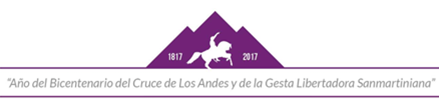 1817 2017
"Año del Bicentenario del Cruce de Los Andes y de la Gesta Libertadora Sanmartiniana"